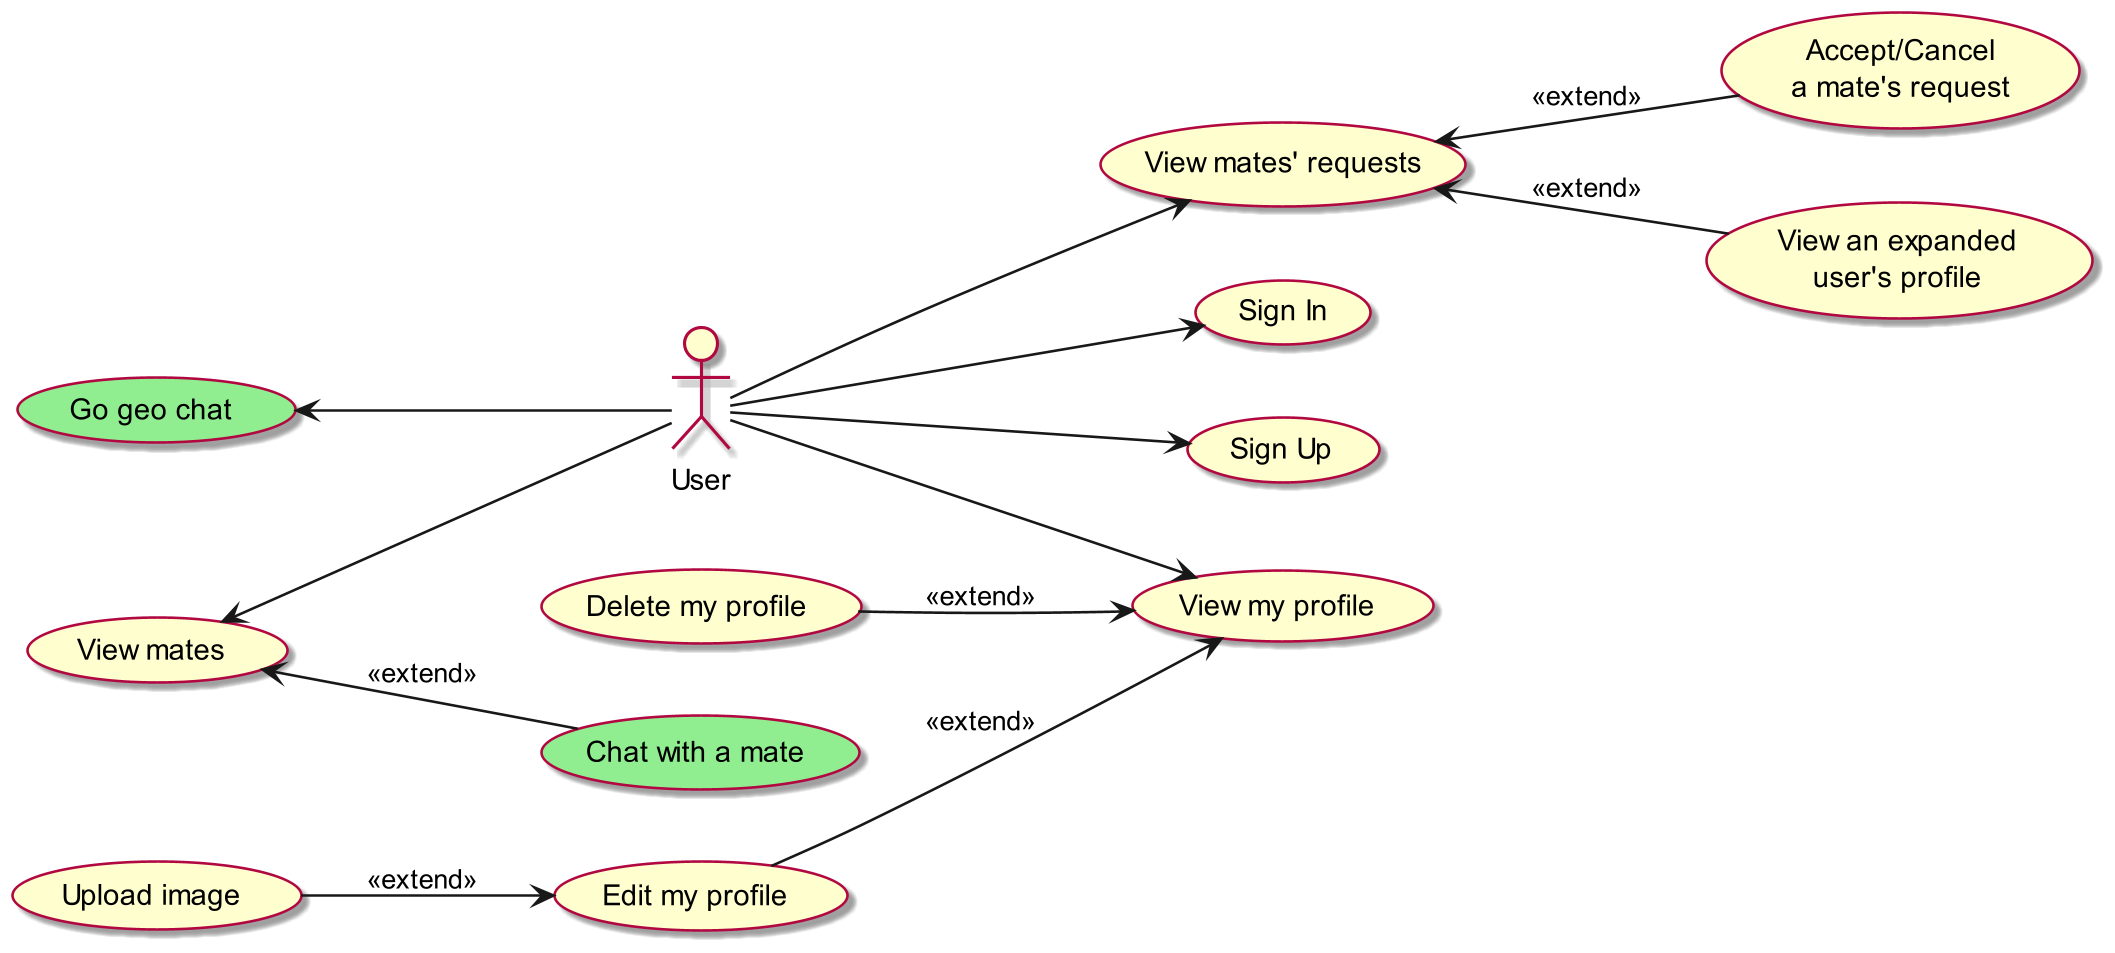 Accept/Cancel
a mate's request
«extend»
View mates' requests
«extend»
View an expanded
user's profile
Sign In
Go geo chat
Sign Up
User
«extend»
Delete my profile
View my profile
View mates
«extend»
«extend»
Chat with a mate
«extend»
Upload image
Edit my profile